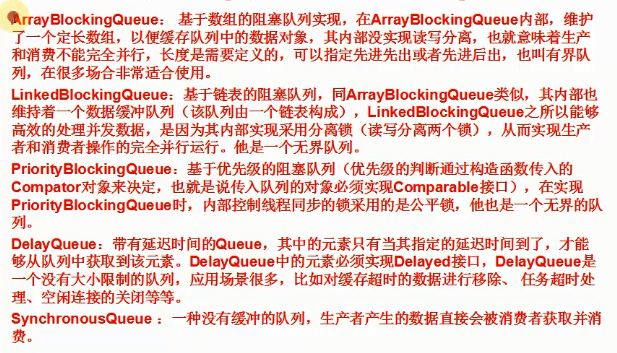 ArrayBlockingQueue： 基于数组的阻塞队列实现，在ArrayBlockingQueue内部，维护
了一个定长数组，以便缓存队列中的数据对象，其内部没实现读写分离，也就意味着生产
和消费不能完全并行，长度是需要定义的，可以指定先进先出或者先进后出，也叫有界队
列，在很多场合非常适合使用。
LinkedBlockingQueue：基于链表的阻塞队列，同ArrayBlockingQueue类似，其内部也
维持着一个数据缓冲队列（该队列由一个链表构成），LinkedBlockingQueue之所以能够
高效的处理并发数据，是因为其内部实现采用分离锁（读写分离两个锁），从而实现生产
者和消费者操作的完全并行运行。他是一个无界队列。
PriorityBlockingQueue：基于优先级的阻塞队列（优先级的判断通过构造函数传入的
Compator对象来决定，也就是说传入队列的对象必须实现Comparable接口），在实现
PriorityBlockingQueue时，内部控制线程同步的锁采用的是公平锁，他也是一个无界的队
列。
DelayQueue：带有延迟时间的Queue，其中的元素只有当其指定的延迟时间到了，才能
够从队列中获取到该元素。DelayQueue中的元素必须实现Delayed接口，DelayQueue是
一个没有大小限制的队列，应用场景很多，比如对缓存超时的数据进行移除、 任务超时处
理、空闲连接的关闭等等。
SynchronousQueue ：一种没有缓冲的队列，生产者产生的数据直接会被消费者获取并消
费。